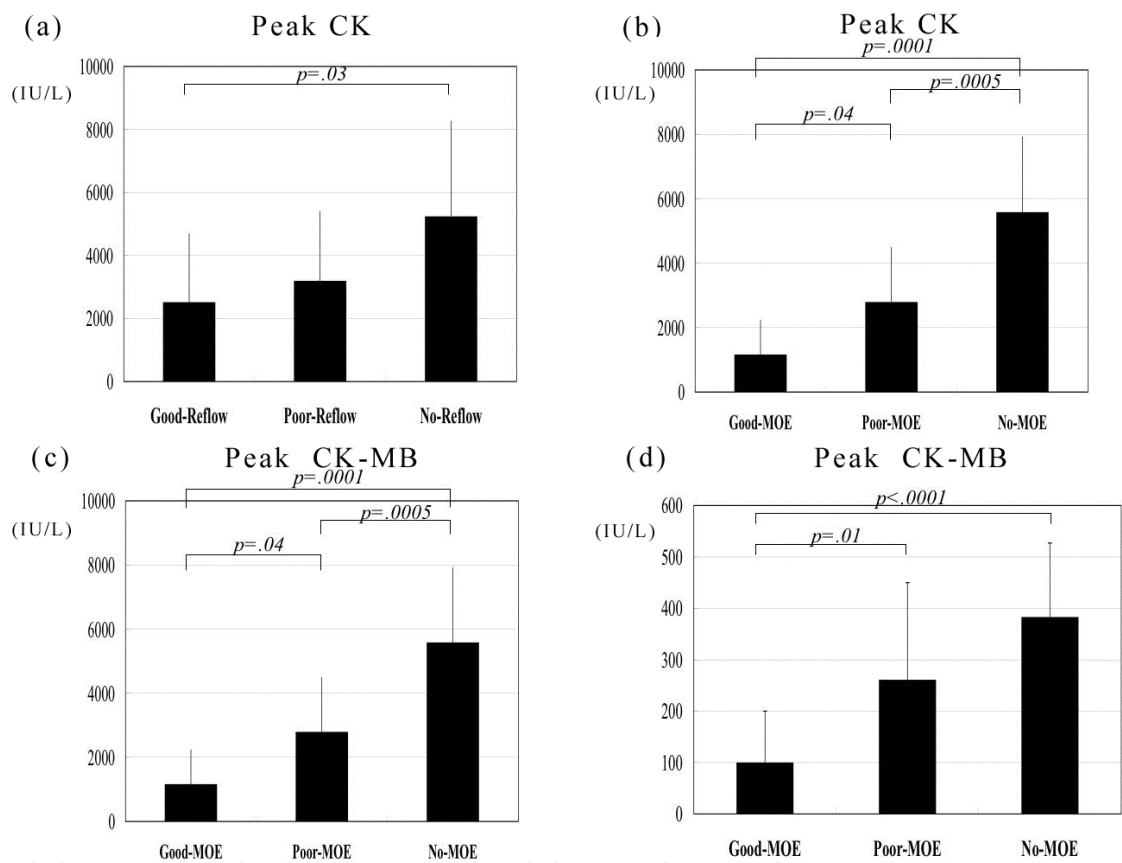 (a) Peak CK
(IU/L)
10000
8000
6000
4000
2000
0
p=.03
Good-Reflow Poor-Reflow No-Reflow
(b) Peak CK
(IU/L)
10000
8000
6000
4000
2000
0
p=.0001
p=.0005
p=.04
Good-MOE Poor-MOE No-MOE
(c) Peak CK-MB
(IU/L)
10000
8000
6000
4000
2000
0
p=.0001
p=.0005
p=.04
Good-MOE Poor-MOE No-MOE
(d) Peak CK-MB
(IU/L)
600
500
400
300
200
100
0
p<.0001
p=.01
Good-MOE Poor-MOE No-MOE